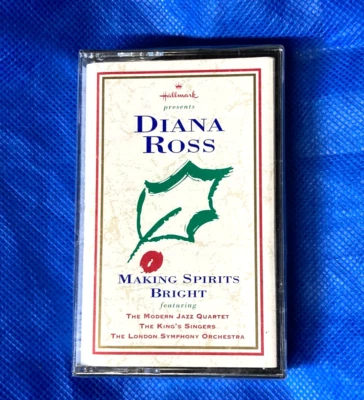 Hallmark
presents
DIANA
ROSS
MAKING SPIRITS
BRIGHT
featuring
THE MODERN JAZZ QUARTET
THE KING'S SINGERS
THE LONDON SYMPHONY ORCHESTRA